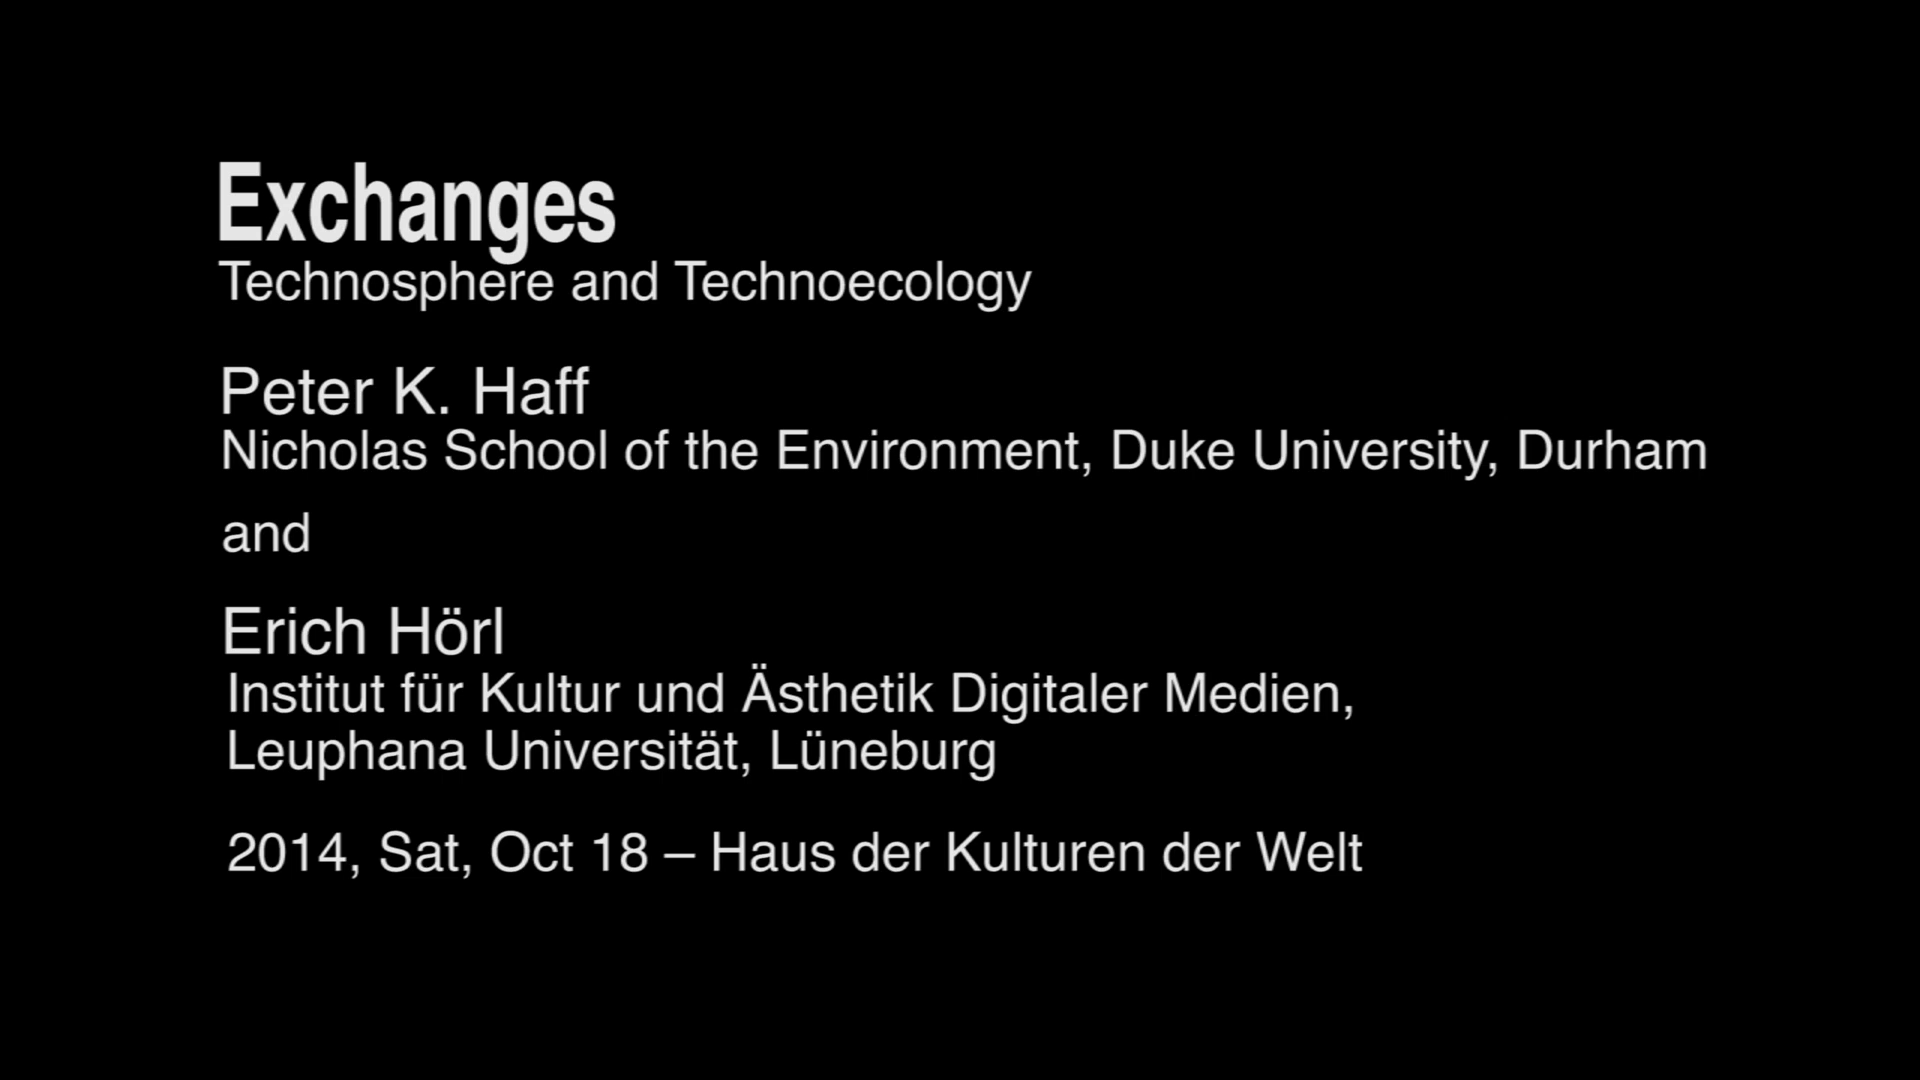 Exchanges
Technosphere and Technoecology
Peter K. Haff
Nicholas School of the Environment, Duke University, Durham
and
Erich Hörl
Institut für Kultur und Ästhetik Digitaler Medien,
Leuphana Universität, Lüneburg
2014, Sat, Oct 18 – Haus der Kulturen der Welt